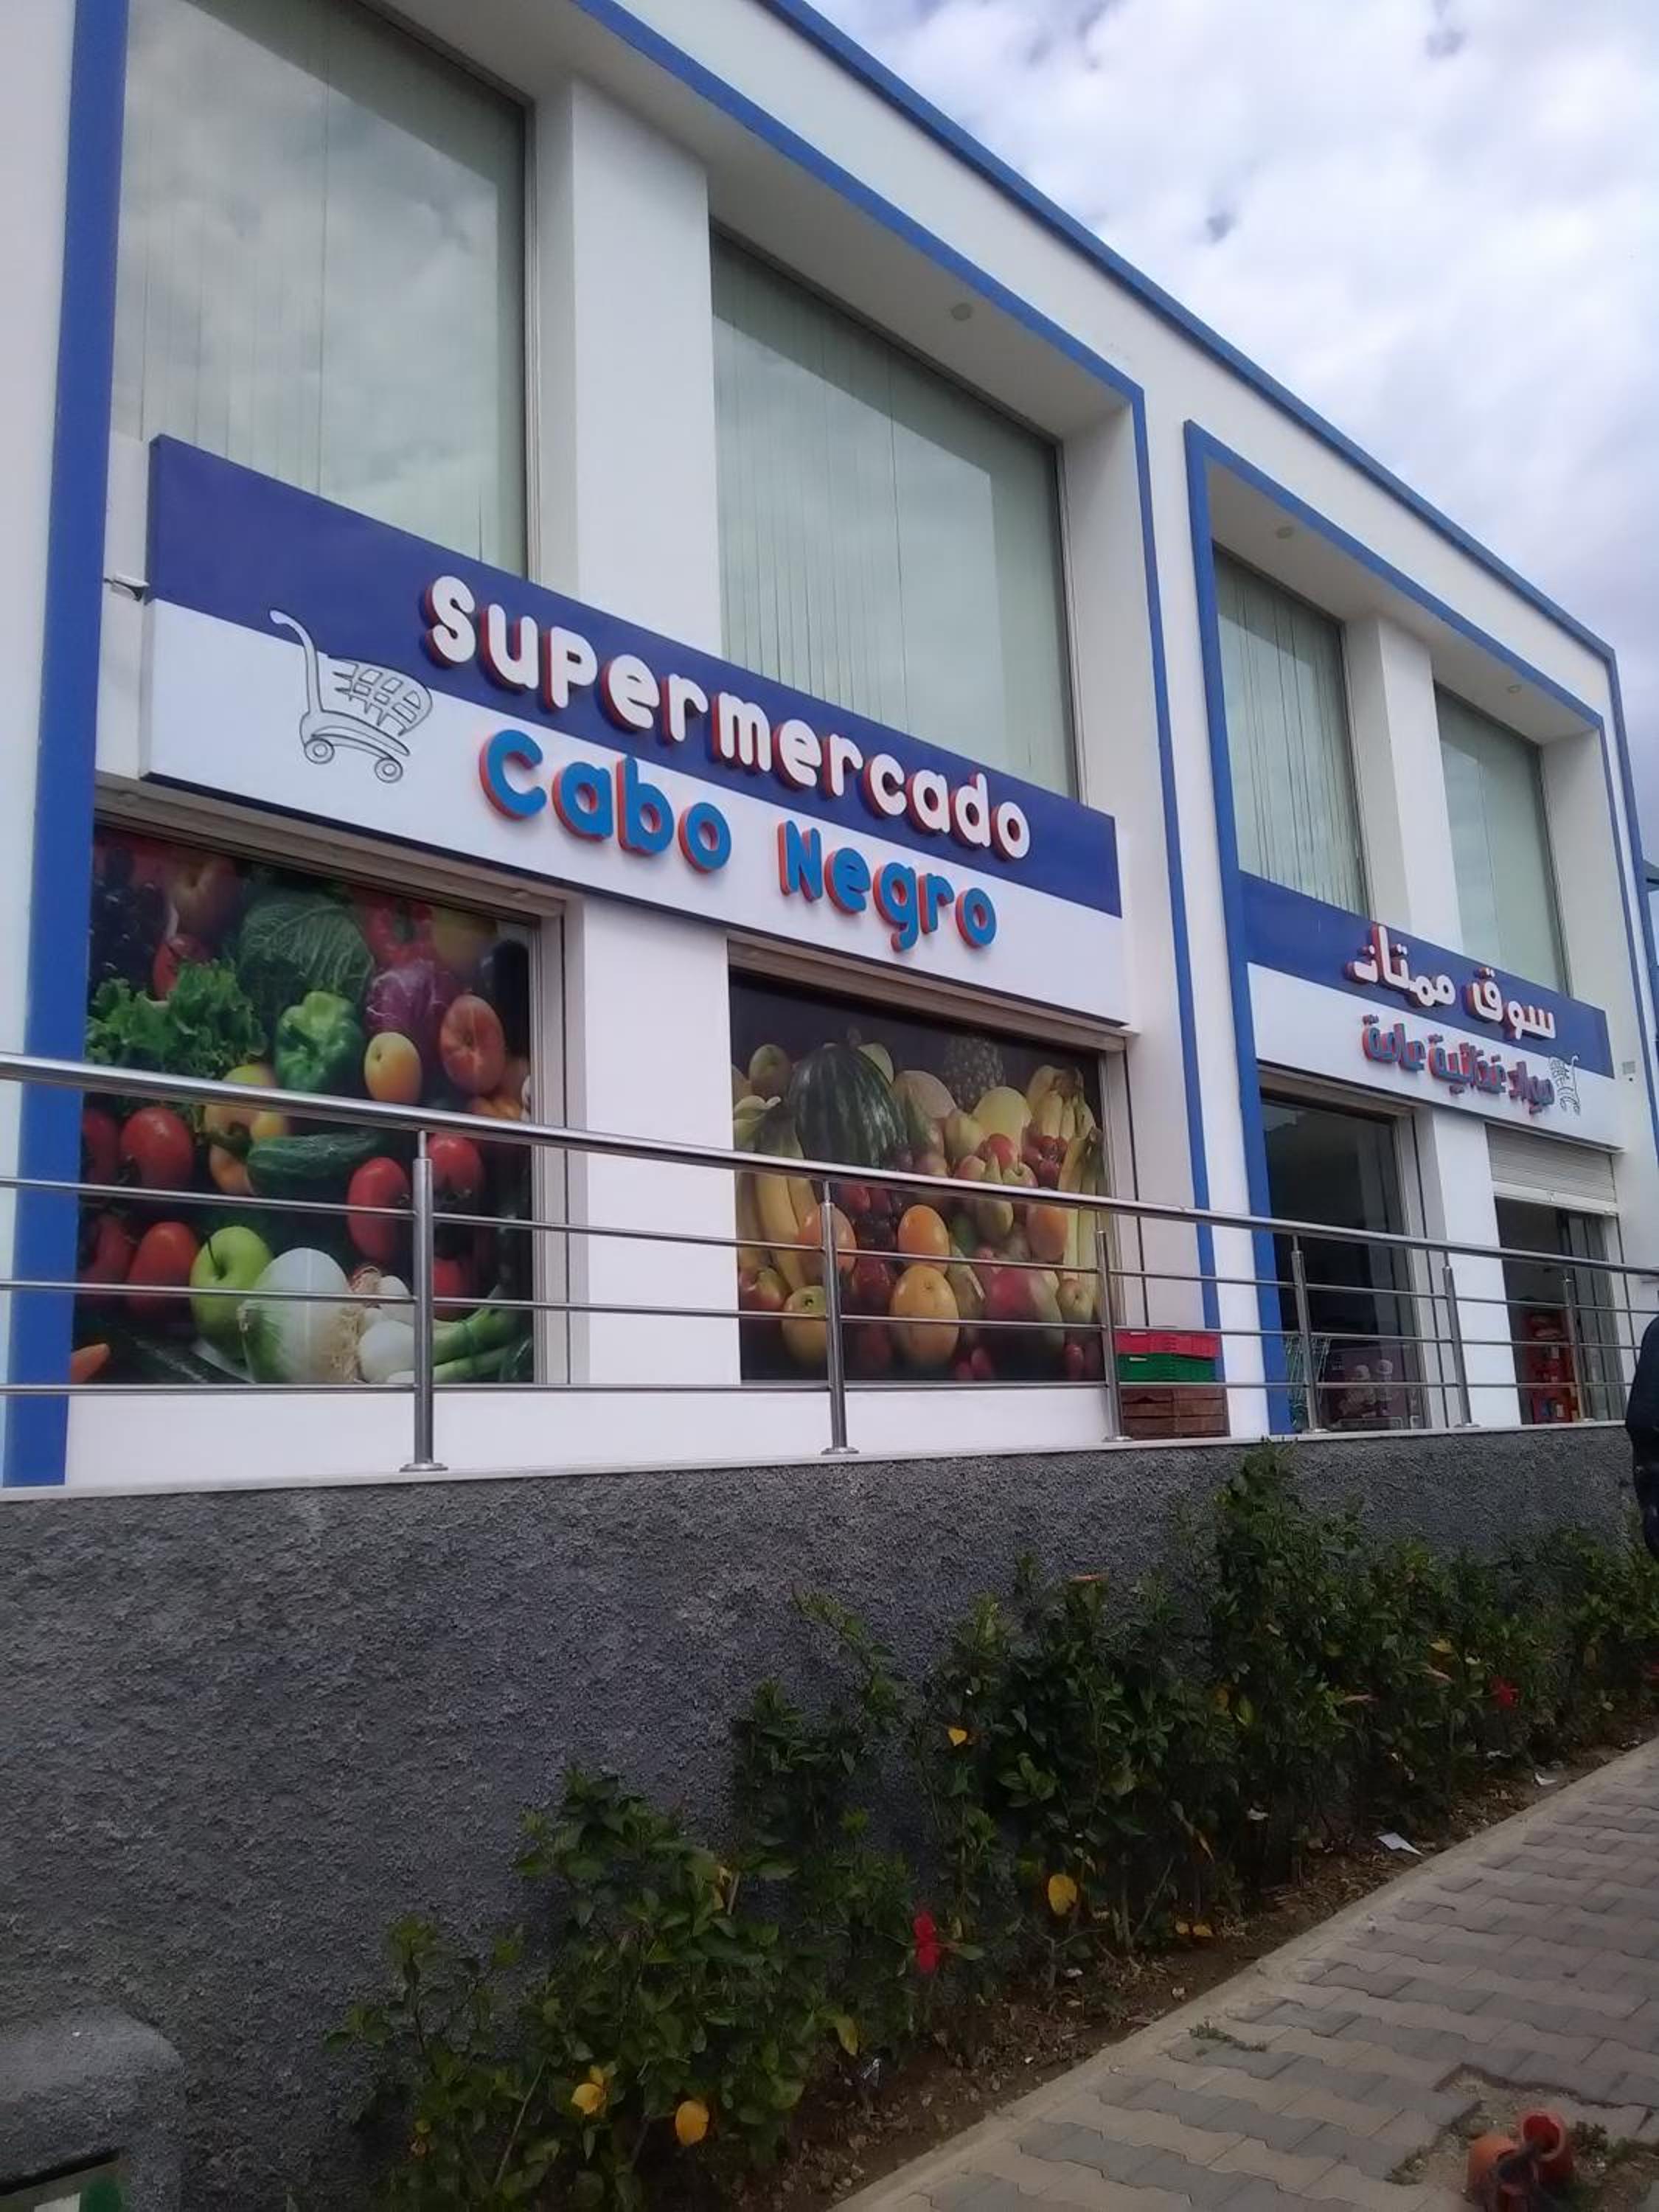 Supermercado
Cabo Negro
سوق ممتاز
مواد غذائية عامة